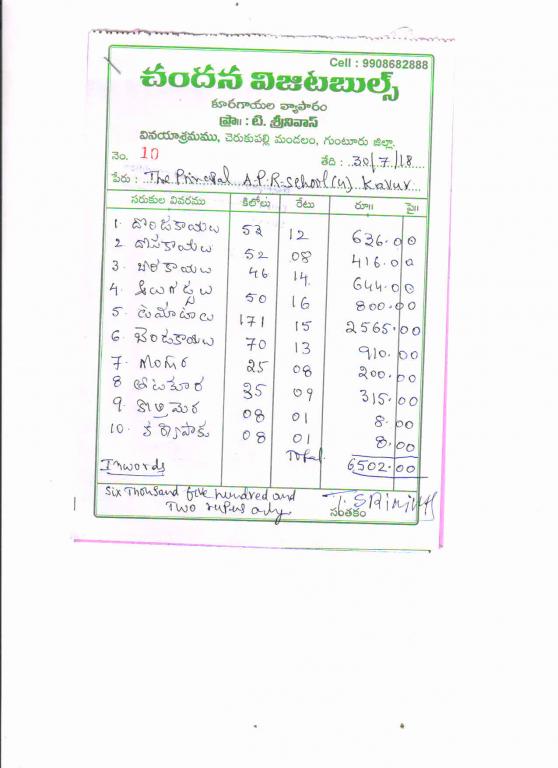 Cell : 9908682888
చందన విజిటబుల్స్
కూరగాయల వ్యాపారం
ప్రొ॥ : టి. శ్రీనివాస్
వినయాశ్రమము, చెరుకుపల్లి మండలం, గుంటూరు జిల్లా.
నెం. 10 తేది : 30/7/18
పేరు : The Principal A.P.R-School (U) Kavur
సరుకుల వివరము కిలోలు రేటు రూ॥ పై॥
1. దొండకాయలు 53 12 636.00
2 దోసకాయలు 52 08 416.00
3. బీరకాయలు 46 14 644.00
4. ఆలుగడ్డలు 50 16 800.00
5. టమోటాలు 171 15 2565.00
6. బెండకాయలు 70 13 910.00
7. 25 08 200.00
8 తోటకూర 35 09 315.00
9. కొత్తిమెర 08 01 8.00
10. కరివేపాకు 08 01 8.00
Total 6502.00
Inwords
Six Thousand five hundred and
Two rupes only
T. SRiNiVAS
సంతకం